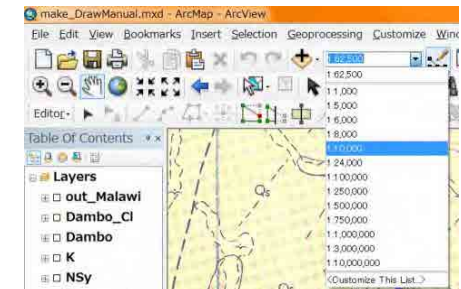 make_DrawManual.mxd - ArcMap - ArcView
File Edit View Bookmarks Insert Selection Geoprocessing Customize Wind
1:62,500
1:62,500
1:1,000
1:5,000
1:6,000
1:8,000
1:10,000
1:24,000
1:100,000
1:250,000
1:500,000
1:750,000
1:1,000,000
1:3,000,000
1:10,000,000
<Customize This List...>
Editor
Table Of Contents
Layers
out_Malawi
Dambo_Cl
Dambo
K
NSy
Qs
Qs